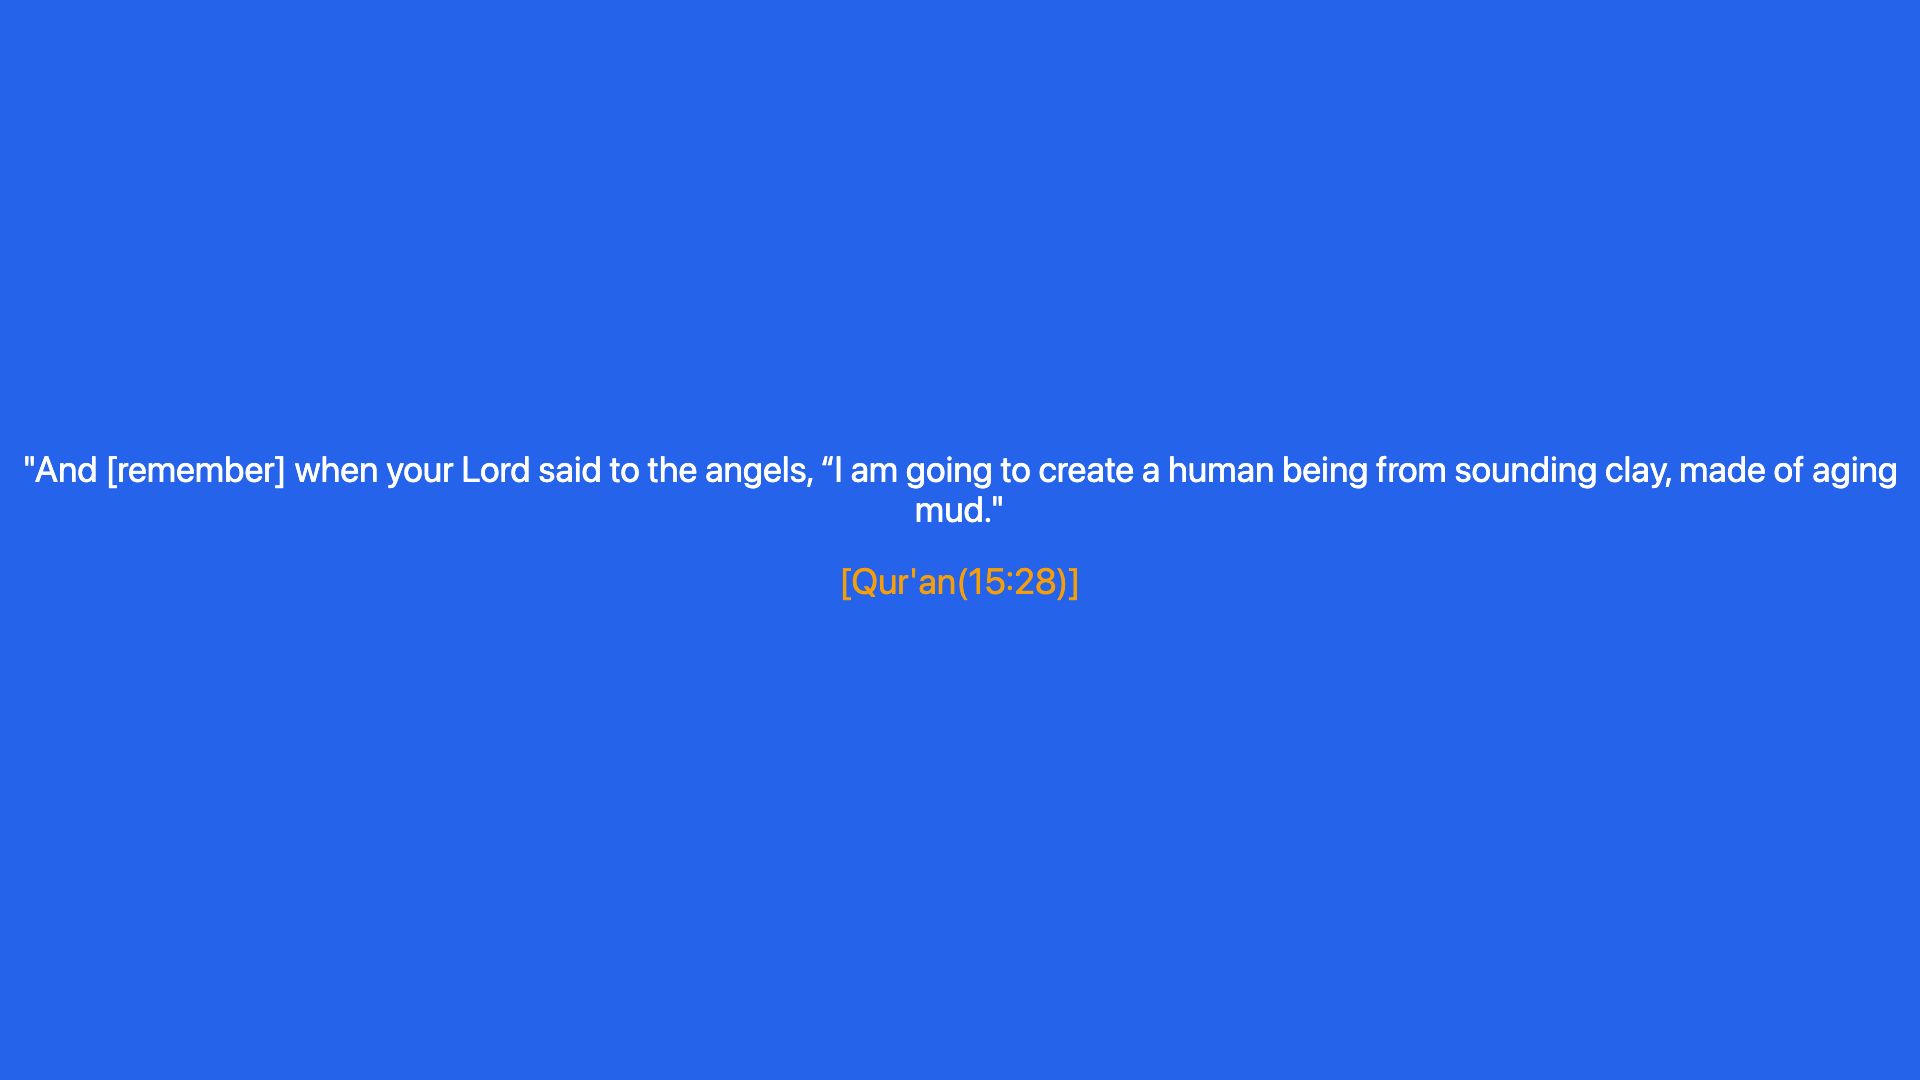 "And [remember] when your Lord said to the angels, “I am going to create a human being from sounding clay, made of aging
mud."
[Qur'an(15:28)]